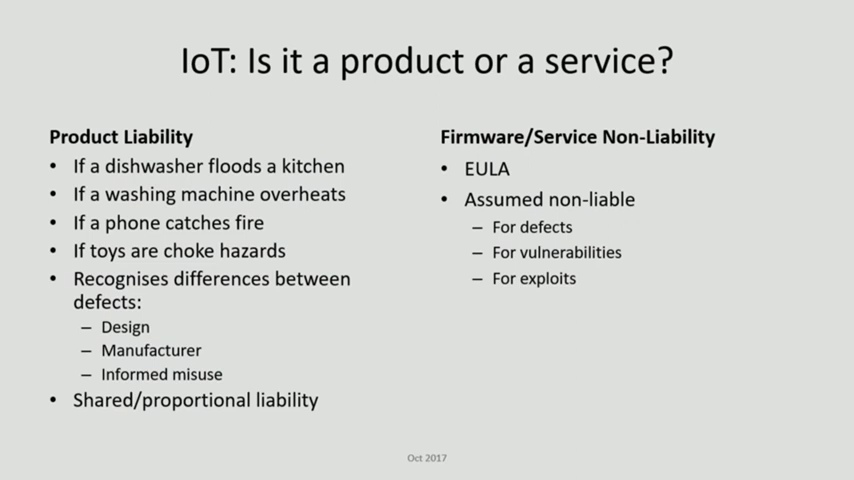 IoT: Is it a product or a service?
Product Liability
• If a dishwasher floods a kitchen
• If a washing machine overheats
• If a phone catches fire
• If toys are choke hazards
• Recognises differences between
defects:
– Design
– Manufacturer
– Informed misuse
• Shared/proportional liability
Firmware/Service Non-Liability
• EULA
• Assumed non-liable
– For defects
– For vulnerabilities
– For exploits
Oct 2017